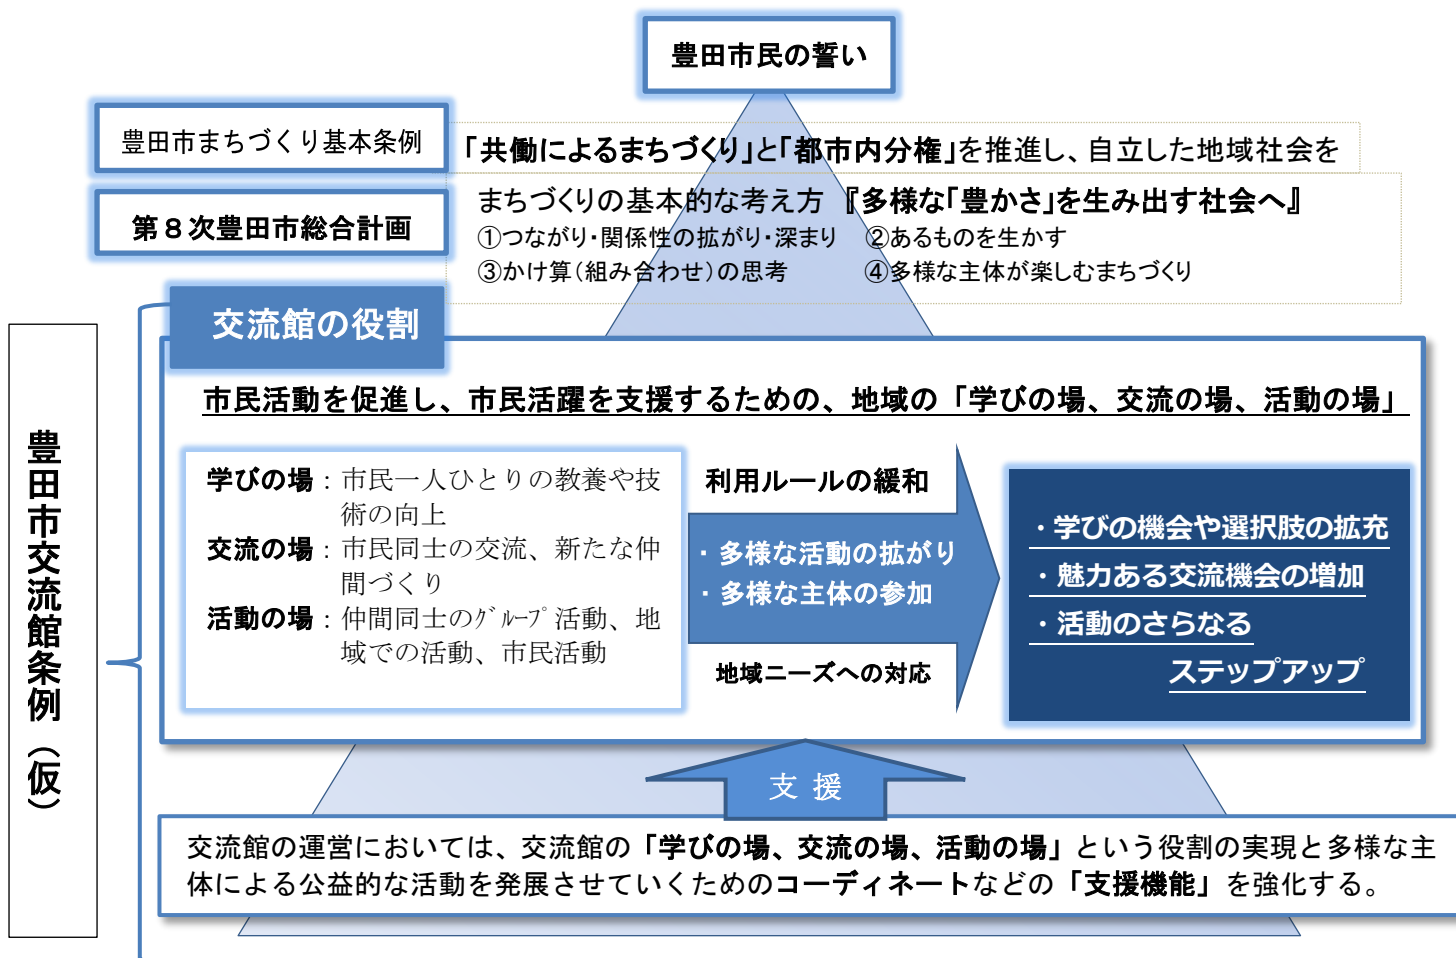 豊田市民の誓い
豊田市まちづくり基本条例
「共働によるまちづくり」と「都市内分権」を推進し、自立した地域社会を
第8次豊田市総合計画
まちづくりの基本的な考え方 『多様な「豊かさ」を生み出す社会へ』
①つながり・関係性の拡がり・深まり ②あるものを生かす
③かけ算(組み合わせ)の思考 ④多様な主体が楽しむまちづくり
豊田市交流館条例(仮)
交流館の役割
市民活動を促進し、市民活躍を支援するための、地域の「学びの場、交流の場、活動の場」
学びの場:市民一人ひとりの教養や技
術の向上
交流の場:市民同士の交流、新たな仲
間づくり
活動の場:仲間同士のグループ活動、地
域での活動、市民活動
利用ルールの緩和
・多様な活動の拡がり
・多様な主体の参加
地域ニーズへの対応
・学びの機会や選択肢の拡充
・魅力ある交流機会の増加
・活動のさらなる
ステップアップ
支援
交流館の運営においては、交流館の「学びの場、交流の場、活動の場」という役割の実現と多様な主
体による公益的な活動を発展させていくためのコーディネートなどの「支援機能」を強化する。